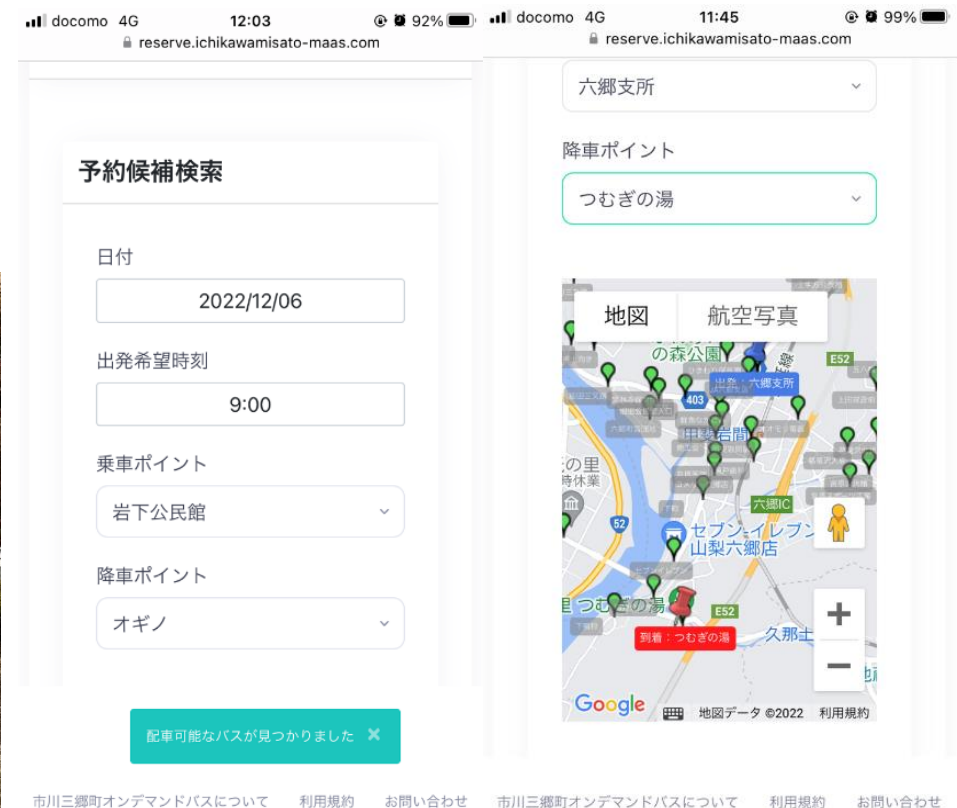 docomo 4G 12:03 92%
reserve.ichikawamisato-maas.com
予約候補検索
日付
2022/12/06
出発希望時刻
9:00
乗車ポイント
岩下公民館
降車ポイント
オギノ
配車可能なバスが見つかりました ×
市川三郷町オンデマンドバスについて 利用規約 お問い合わせ
docomo 4G 11:45 99%
reserve.ichikawamisato-maas.com
六郷支所
降車ポイント
つむぎの湯
地図 航空写真
の森公園
E52
出発：六郷支所
403
甲斐岩間
の里
時休業
六郷IC
52
セブン-イレブン
山梨六郷店
つむぎの湯
E52
到着：つむぎの湯
久那土
Google 地図データ ©2022 利用規約
市川三郷町オンデマンドバスについて 利用規約 お問い合わせ